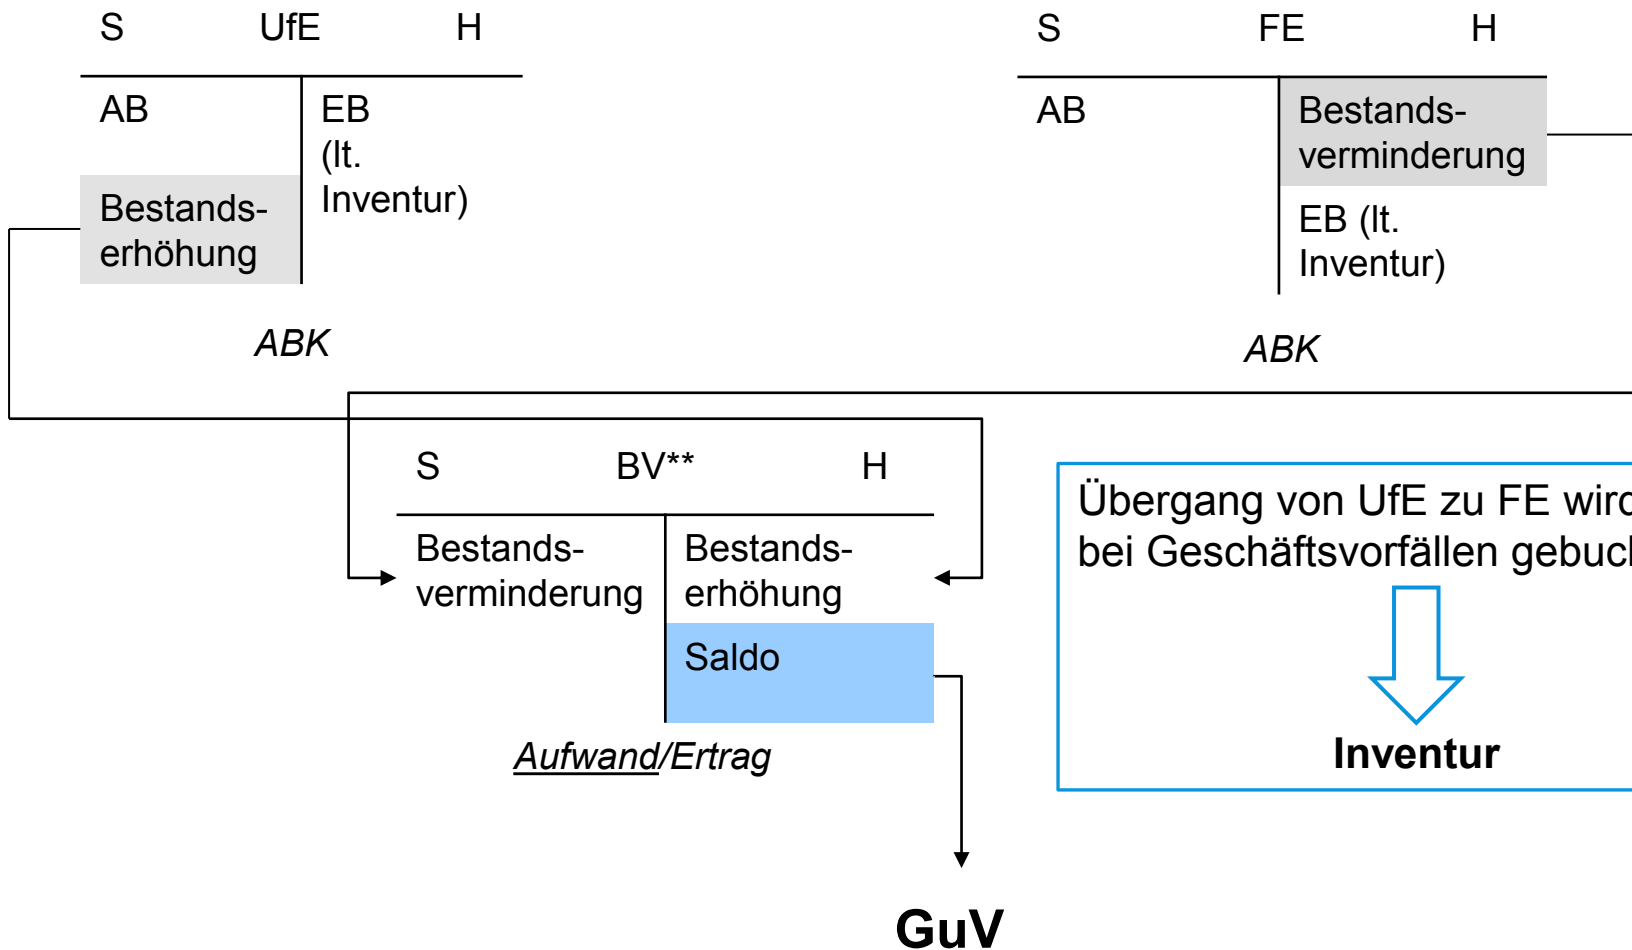 S UfE H
AB
EB
(lt.
Inventur)
Bestands-
erhöhung
ABK
S FE H
AB
Bestands-
verminderung
EB (lt.
Inventur)
ABK
S BV** H
Bestands-
verminderung
Bestands-
erhöhung
Saldo
Aufwand/Ertrag
GuV
Übergang von UfE zu FE wird
bei Geschäftsvorfällen
Inventur